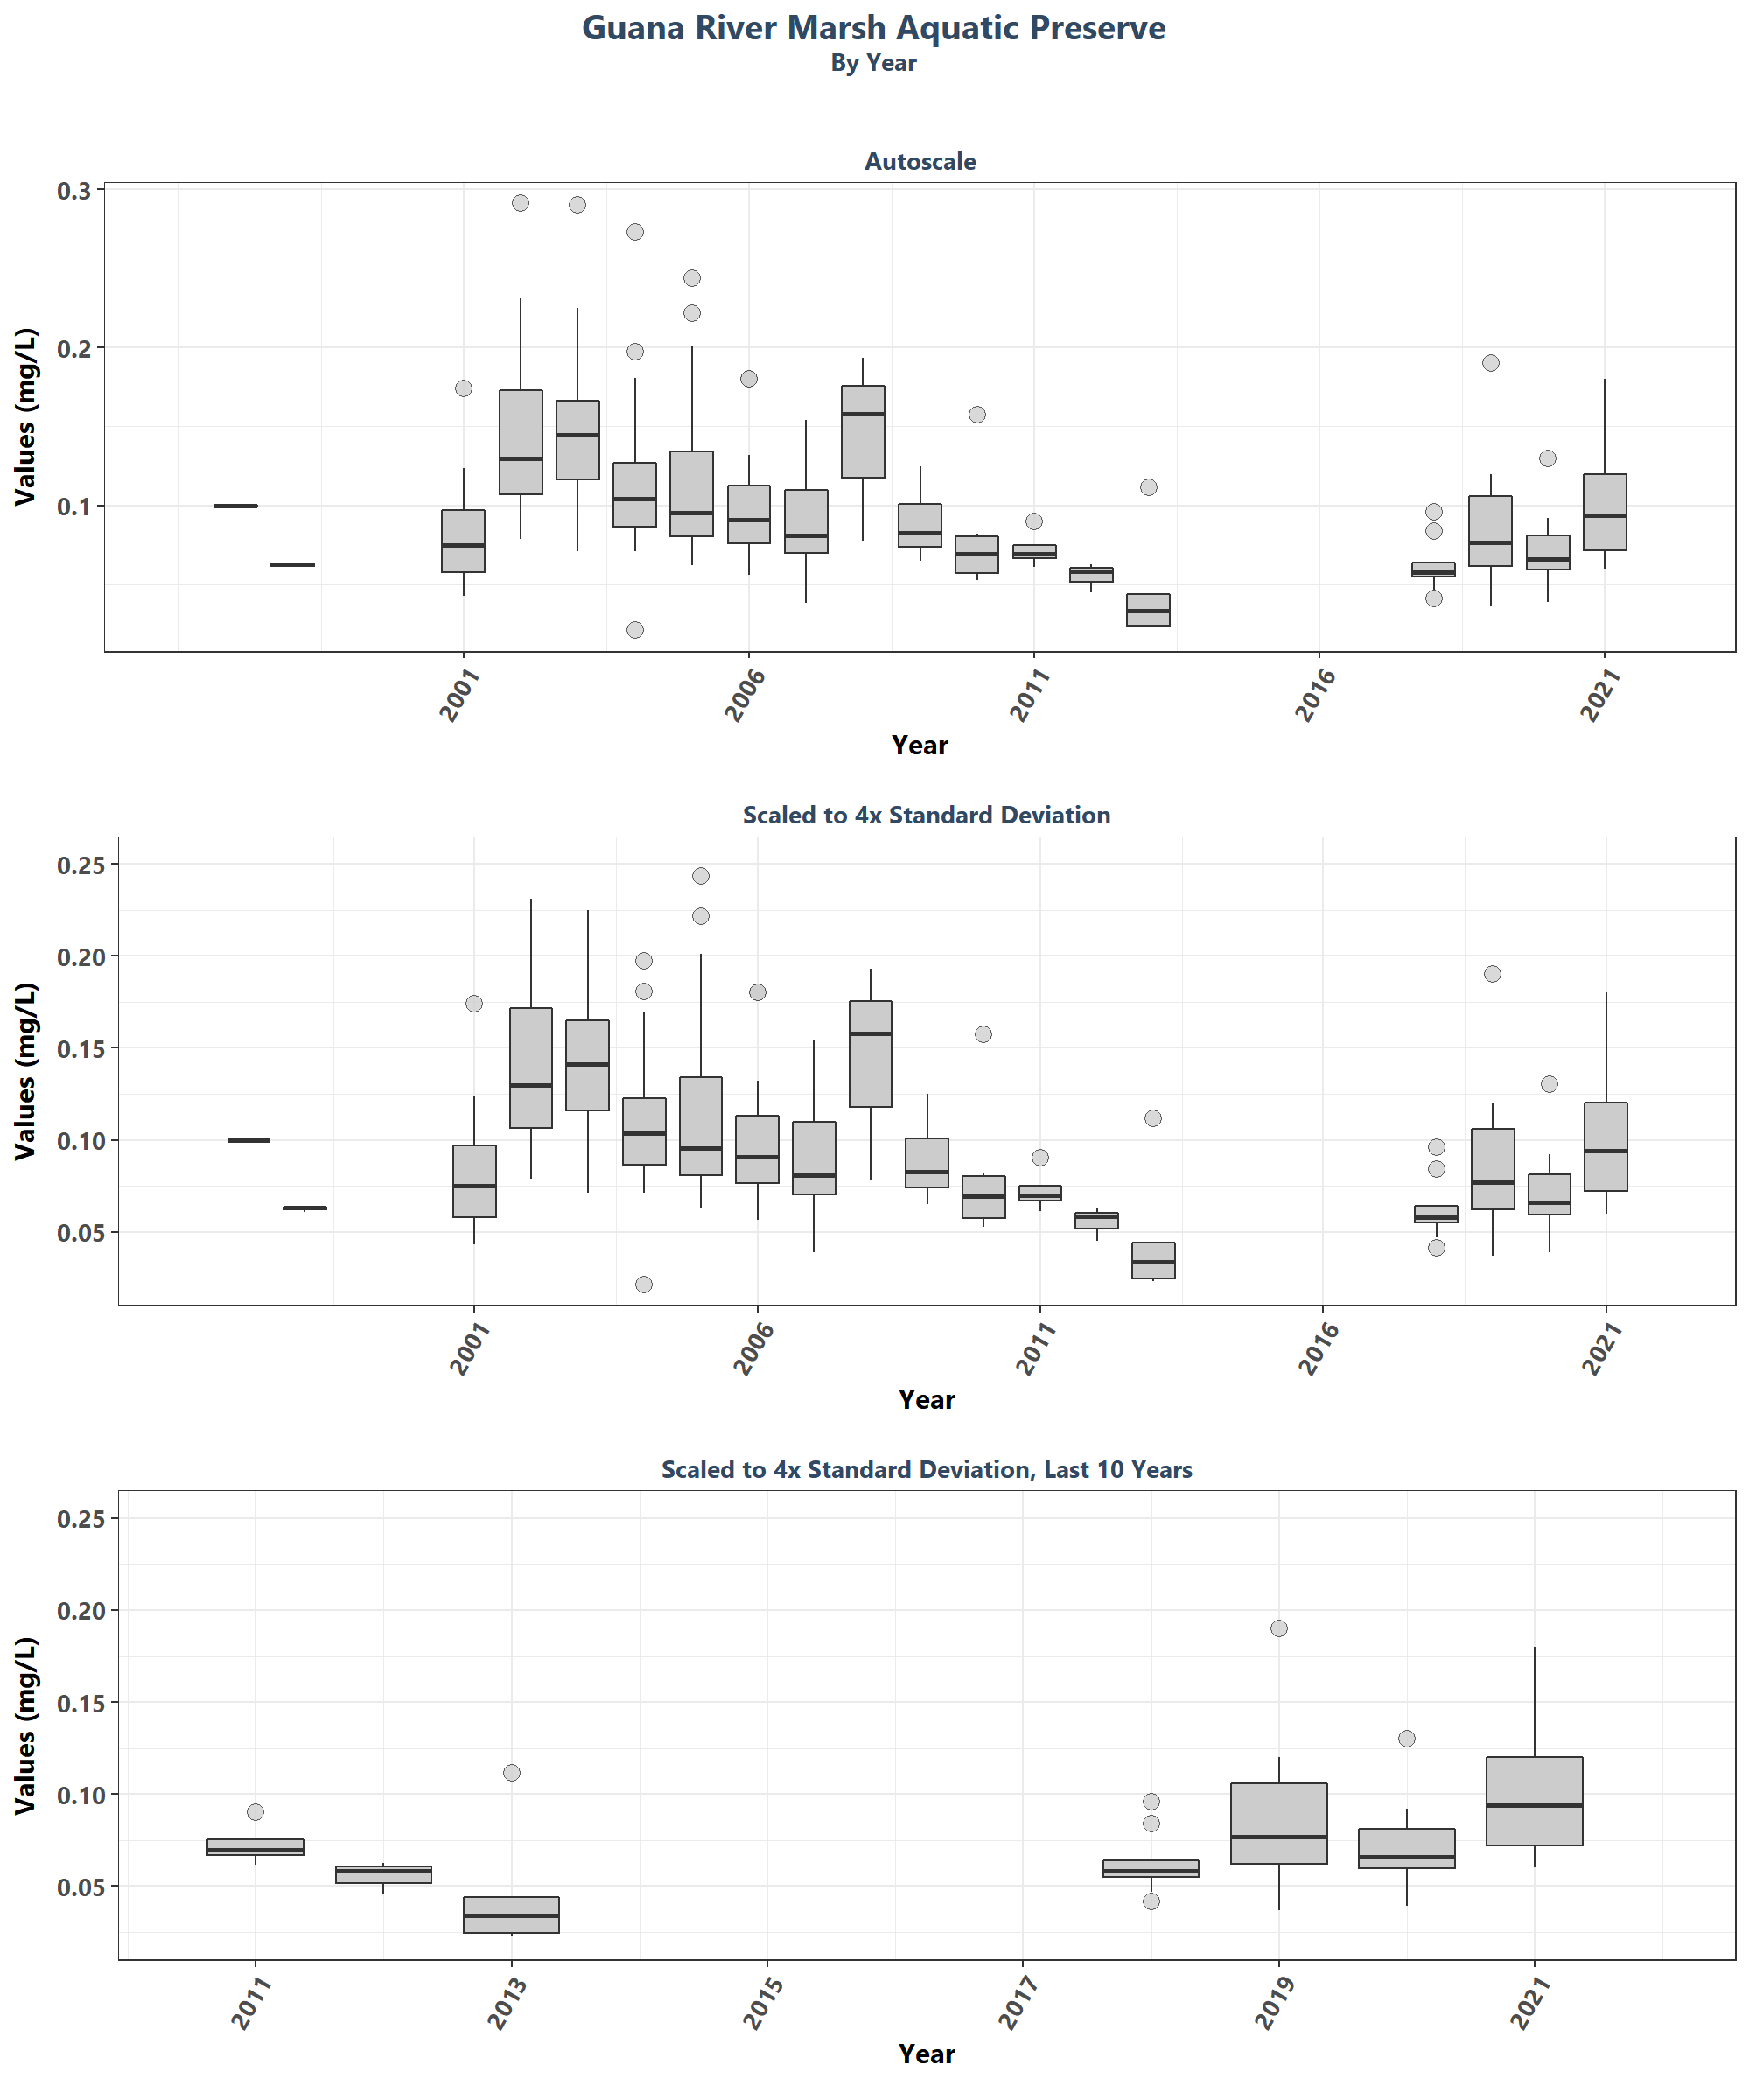 Guana River Marsh Aquatic Preserve
By Year
Autoscale
0.3
0.2
0.1
Values (mg/L)
2001 2006 2011 2016 2021
Year
Scaled to 4x Standard Deviation
0.25
0.20
0.15
0.10
0.05
Values (mg/L)
2001 2006 2011 2016 2021
Year
Scaled to 4x Standard Deviation, Last 10 Years
0.25
0.20
0.15
0.10
0.05
Values (mg/L)
2011 2013 2015 2017 2019 2021
Year